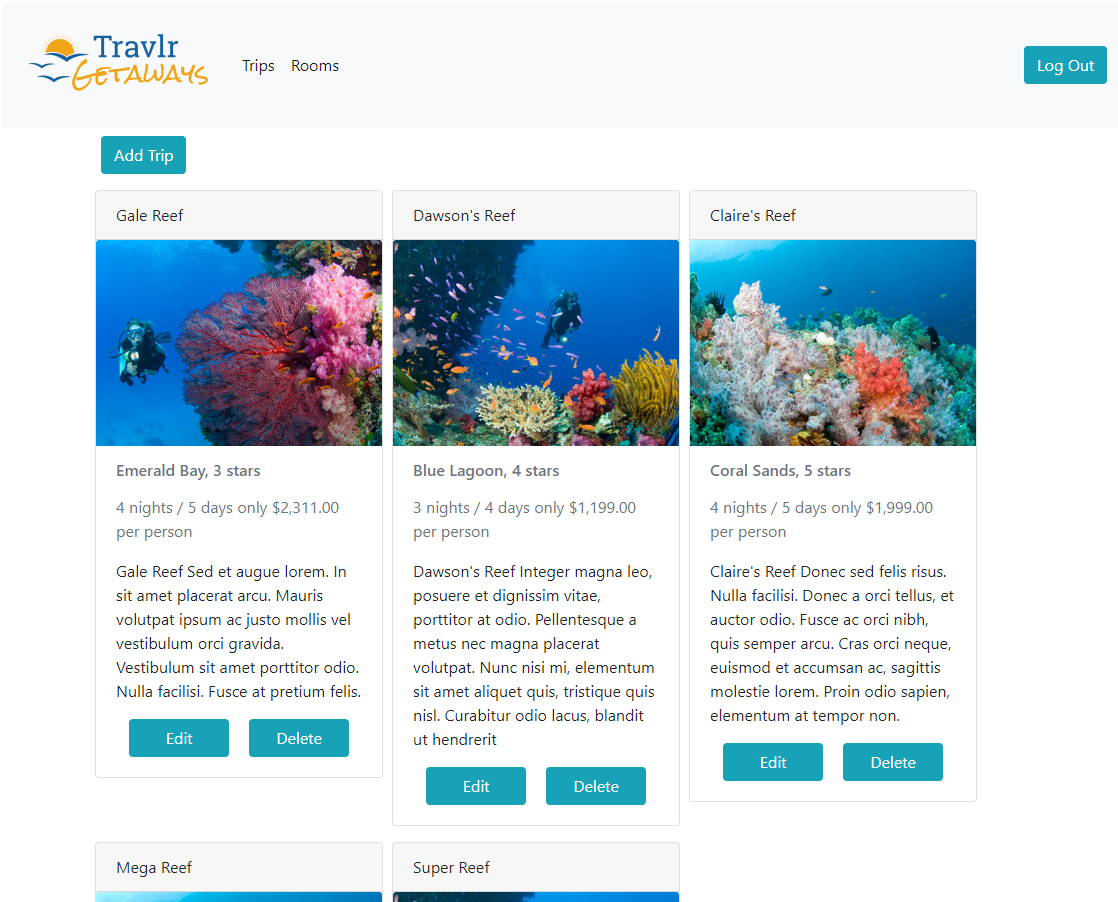 Travlr
Getaways
Trips Rooms
Log Out
Add Trip
Gale Reef
Emerald Bay, 3 stars
4 nights / 5 days only $2,311.00
per person
Gale Reef Sed et augue lorem. In
sit amet placerat arcu. Mauris
volutpat ipsum ac justo mollis vel
vestibulum orci gravida.
Vestibulum sit amet porttitor odio.
Nulla facilisi. Fusce at pretium felis.
Edit Delete
Dawson's Reef
Blue Lagoon, 4 stars
3 nights / 4 days only $1,199.00
per person
Dawson's Reef Integer magna leo,
posuere et dignissim vitae,
porttitor at odio. Pellentesque a
metus nec magna placerat
volutpat. Nunc nisi mi, elementum
sit amet aliquet quis, tristique quis
nisl. Curabitur odio lacus, blandit
ut hendrerit
Edit Delete
Claire's Reef
Coral Sands, 5 stars
4 nights / 5 days only $1,999.00
per person
Claire's Reef Donec sed felis risus.
Nulla facilisi. Donec a orci tellus, et
auctor odio. Fusce ac orci nibh,
quis semper arcu. Cras orci neque,
euismod et accumsan ac, sagittis
molestie lorem. Proin odio sapien,
elementum at tempor non.
Edit Delete
Mega Reef
Super Reef